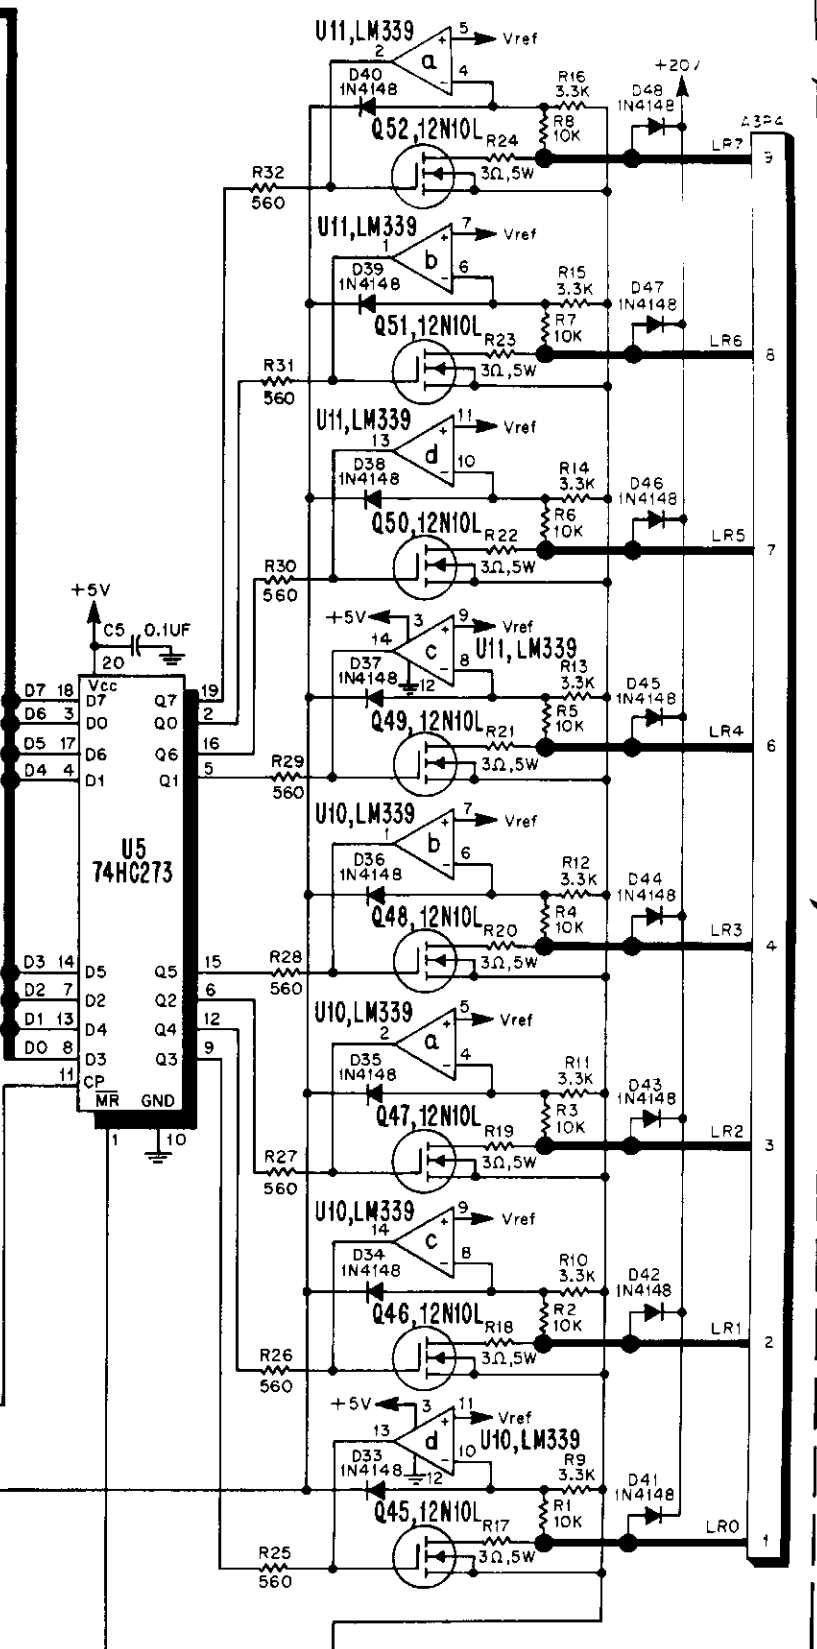 U11,LM339
5
Vref
2
a
4
D40
1N4148
R16
3.3K
+20V
D48
1N4148
R8
10K
Q52,12N10L
R24
3Ω,5W
LR7
A3P4
9
R32
560
U11,LM339
7
Vref
1
b
6
D39
1N4148
R15
3.3K
D47
1N4148
R7
10K
Q51,12N10L
R23
3Ω,5W
LR6
8
R31
560
U11,LM339
11
Vref
13
d
10
D38
1N4148
R14
3.3K
D46
1N4148
R6
10K
Q50,12N10L
R22
3Ω,5W
LR5
7
R30
560
+5V
3
9
Vref
14
c
8
12
U11,LM339
D37
1N4148
R13
3.3K
D45
1N4148
R5
10K
Q49,12N10L
R21
3Ω,5W
LR4
6
R29
560
+5V
C5 0.1UF
20
Vcc
D7 18 D7 Q7 19
D6 3 D0 Q0 2
D5 17 D6 Q6 16
D4 4 D1 Q1 5
U5
74HC273
D3 14 D5 Q5 15
D2 7 D2 Q2 6
D1 13 D4 Q4 12
D0 8 D3 Q3 9
11 CP
MR GND
1 10
U10,LM339
7
Vref
1
b
6
D36
1N4148
R12
3.3K
D44
1N4148
R4
10K
Q48,12N10L
R20
3Ω,5W
LR3
4
R28
560
U10,LM339
5
Vref
2
a
4
D35
1N4148
R11
3.3K
D43
1N4148
R3
10K
Q47,12N10L
R19
3Ω,5W
LR2
3
R27
560
U10,LM339
9
Vref
14
c
8
D34
1N4148
R10
3.3K
D42
1N4148
R2
10K
Q46,12N10L
R18
3Ω,5W
LR1
2
R26
560
+5V
3
11
Vref
13
d
10
12
U10,LM339
D33
1N4148
R9
3.3K
D41
1N4148
R1
10K
Q45,12N10L
R17
3Ω,5W
LR0
1
R25
560